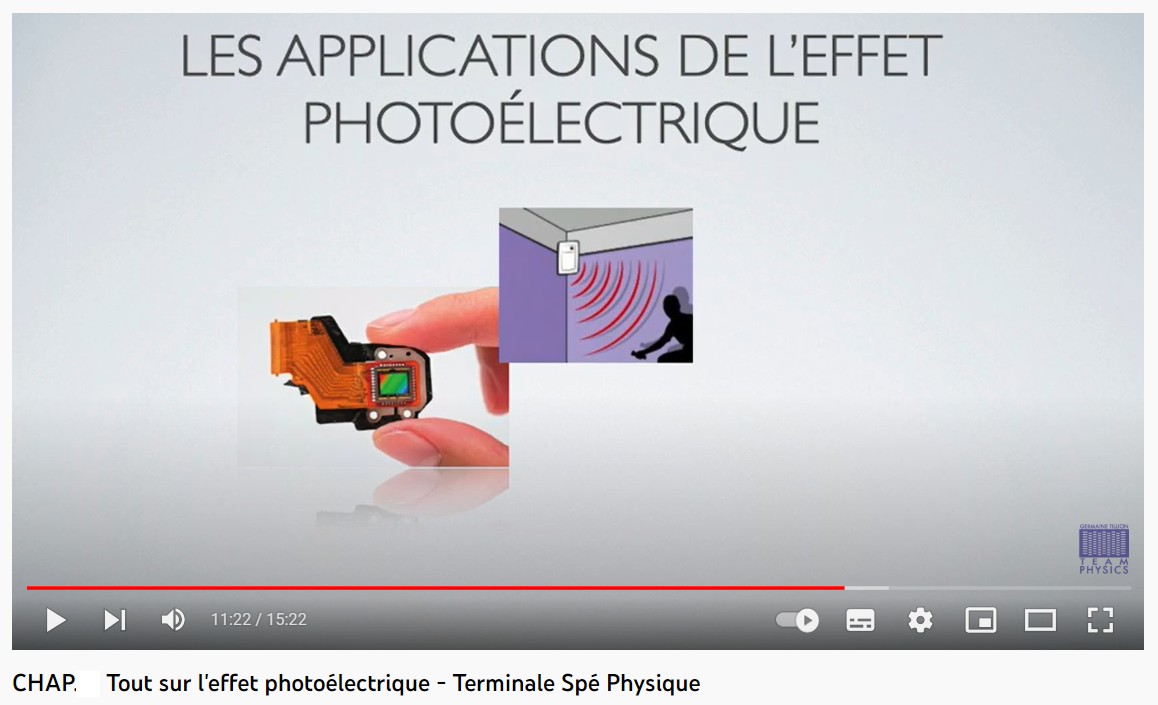 LES APPLICATIONS DE L'EFFET
PHOTOÉLECTRIQUE
GERMAINE TILLION
TEAM
PHYSICS
11:22 / 15:22
CHAP. Tout sur l'effet photoélectrique - Terminale Spé Physique